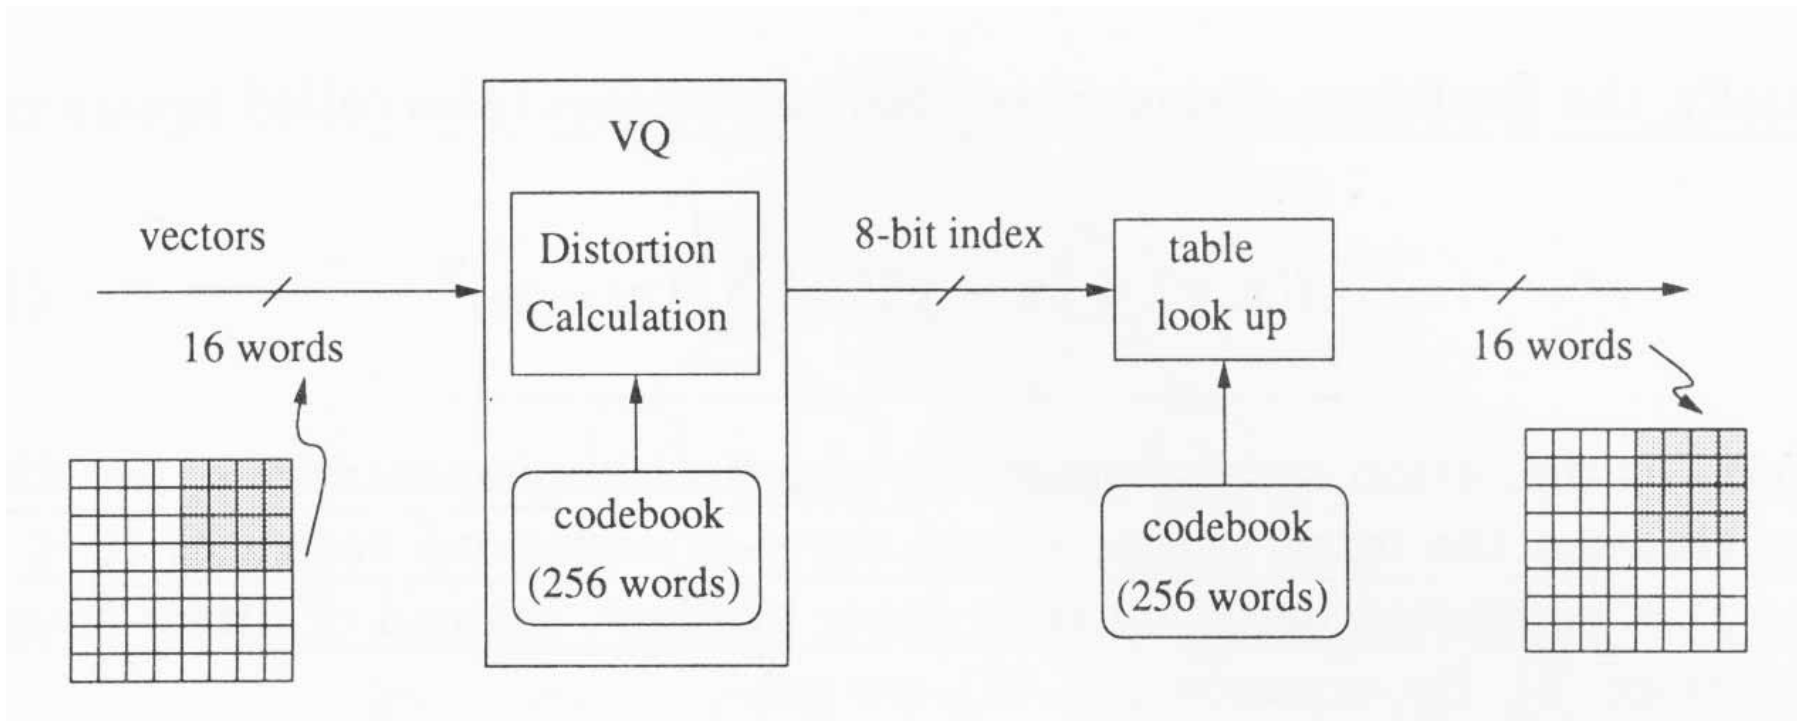 VQ
vectors
Distortion
Calculation
8-bit index
table
look up
16 words
16 words
codebook
(256 words)
codebook
(256 words)